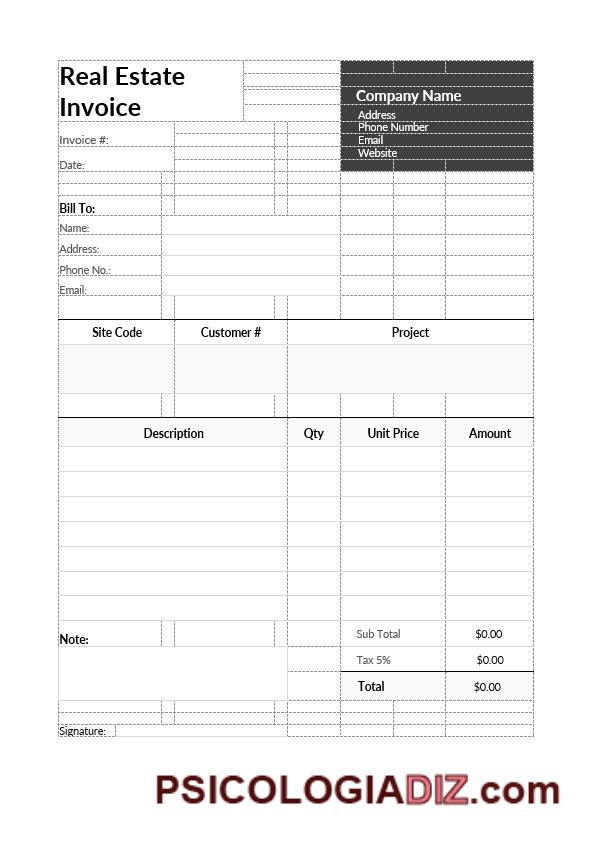 Real Estate
Invoice
Company Name
Address
Phone Number
Email
Website
Invoice #:
Date:
Bill To:
Name:
Address:
Phone No.:
Email:
Site Code Customer # Project
Description Qty Unit Price Amount
Sub Total $0.00
Note:
Tax 5% $0.00
Total $0.00
Signature:
PSICOLOGIADIZ.com